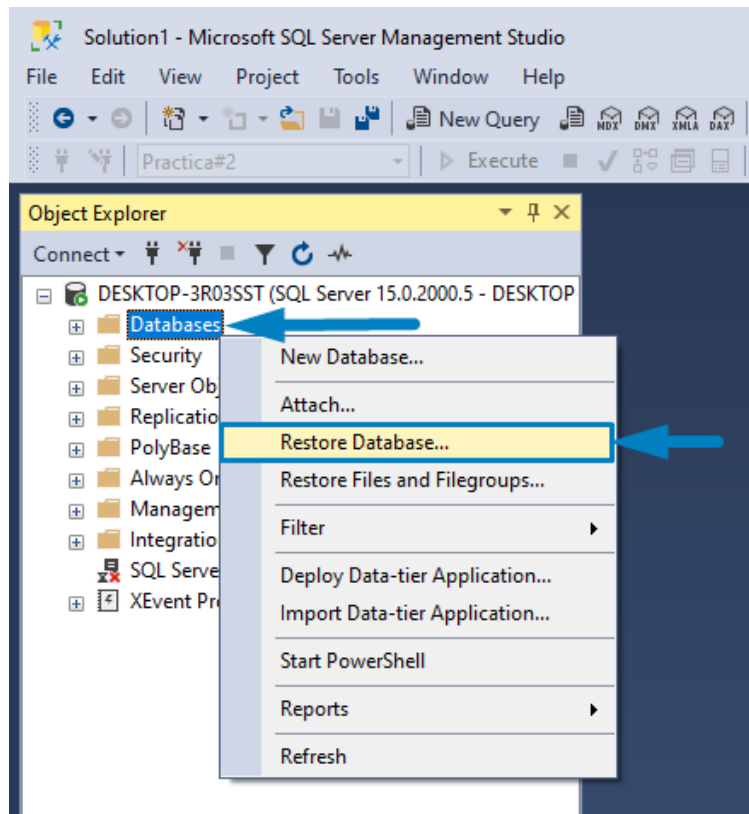 Solution1 - Microsoft SQL Server Management Studio
File Edit View Project Tools Window Help
New Query MDX DMX XMLA DAX
Practica#2 Execute
Object Explorer
Connect
DESKTOP-3R03SST (SQL Server 15.0.2000.5 - DESKTOP
Databases
Security
Server Obj
Replicatio
PolyBase
Always On
Managem
Integratio
SQL Serve
XEvent Pro
New Database...
Attach...
Restore Database...
Restore Files and Filegroups...
Filter
Deploy Data-tier Application...
Import Data-tier Application...
Start PowerShell
Reports
Refresh